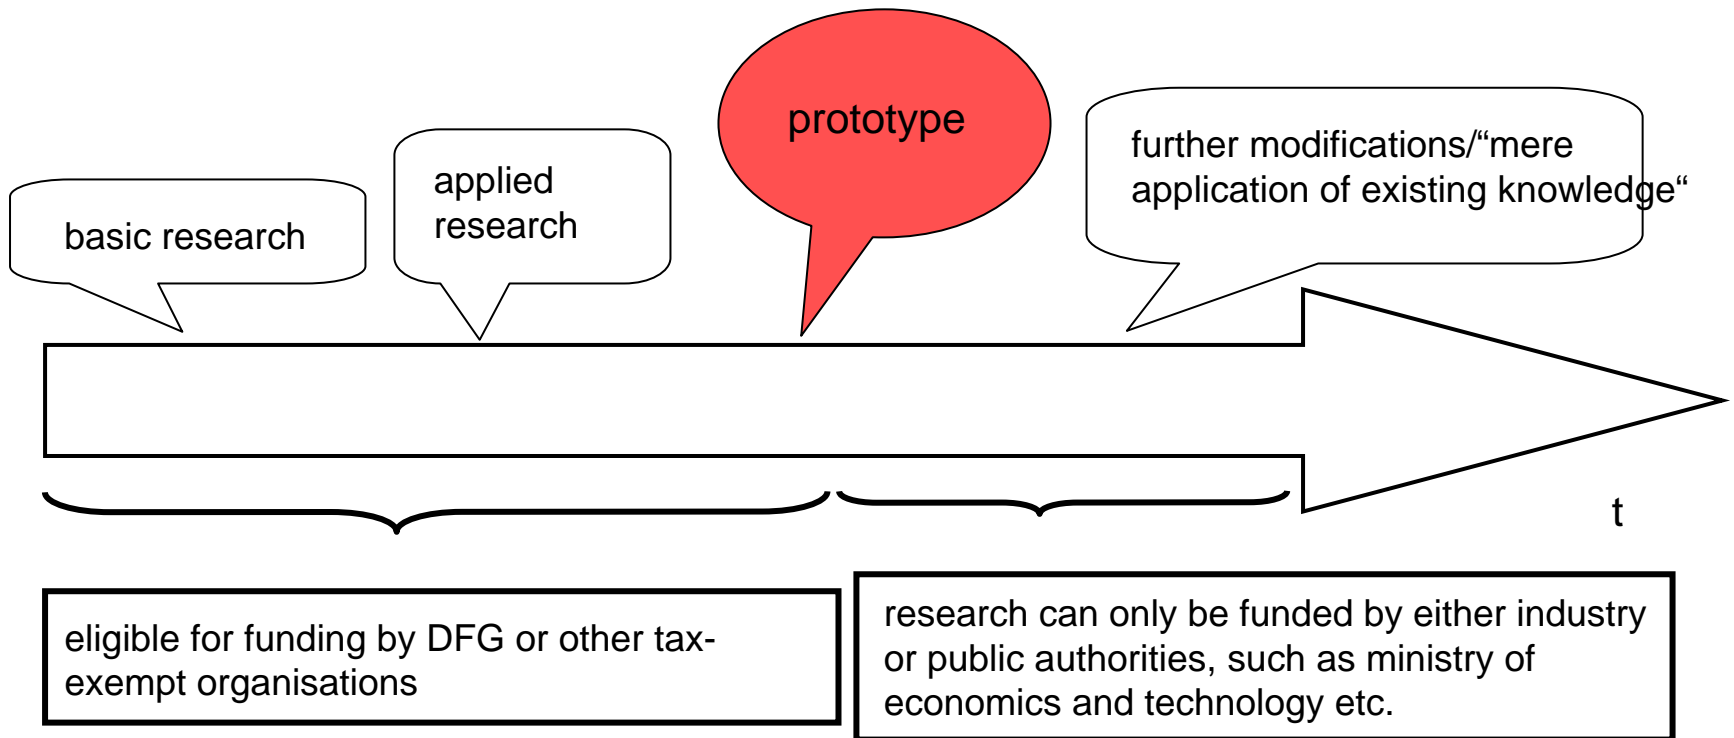 basic research
applied
research
prototype
further modifications/“mere
application of existing knowledge“
t
eligible for funding by DFG or other tax-
exempt organisations
research can only be funded by either industry
or public authorities, such as ministry of
economics and technology etc.